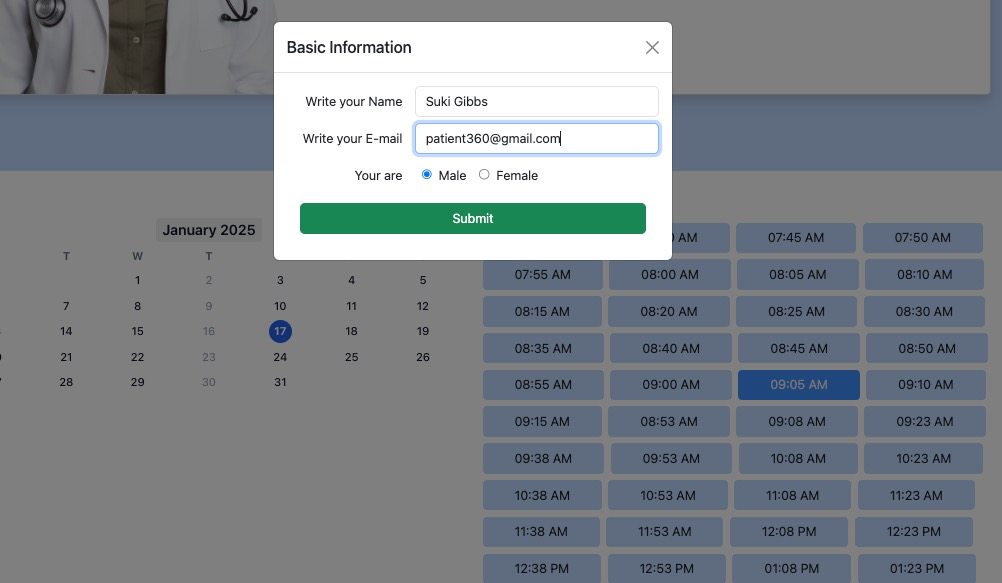 Basic Information
Write your Name Suki Gibbs
Write your E-mail patient360@gmail.com
Your are Male Female
Submit
January 2025
T W T
1 2 3 4 5
7 8 9 10 11 12
14 15 16 17 18 19
21 22 23 24 25 26
28 29 30 31
AM 07:45 AM 07:50 AM
07:55 AM 08:00 AM 08:05 AM 08:10 AM
08:15 AM 08:20 AM 08:25 AM 08:30 AM
08:35 AM 08:40 AM 08:45 AM 08:50 AM
08:55 AM 09:00 AM 09:05 AM 09:10 AM
09:15 AM 08:53 AM 09:08 AM 09:23 AM
09:38 AM 09:53 AM 10:08 AM 10:23 AM
10:38 AM 10:53 AM 11:08 AM 11:23 AM
11:38 AM 11:53 AM 12:08 PM 12:23 PM
12:38 PM 12:53 PM 01:08 PM 01:23 PM